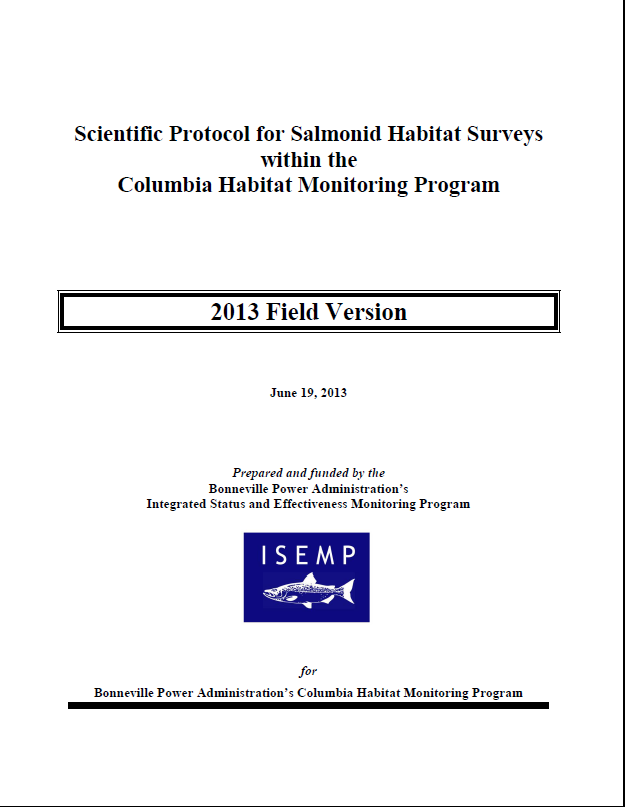 Scientific Protocol for Salmonid Habitat Surveys
within the
Columbia Habitat Monitoring Program
2013 Field Version
June 19, 2013
Prepared and funded by the
Bonneville Power Administration's
Integrated Status and Effectiveness Monitoring Program
ISEMP
for
Bonneville Power Administration's Columbia Habitat Monitoring Program